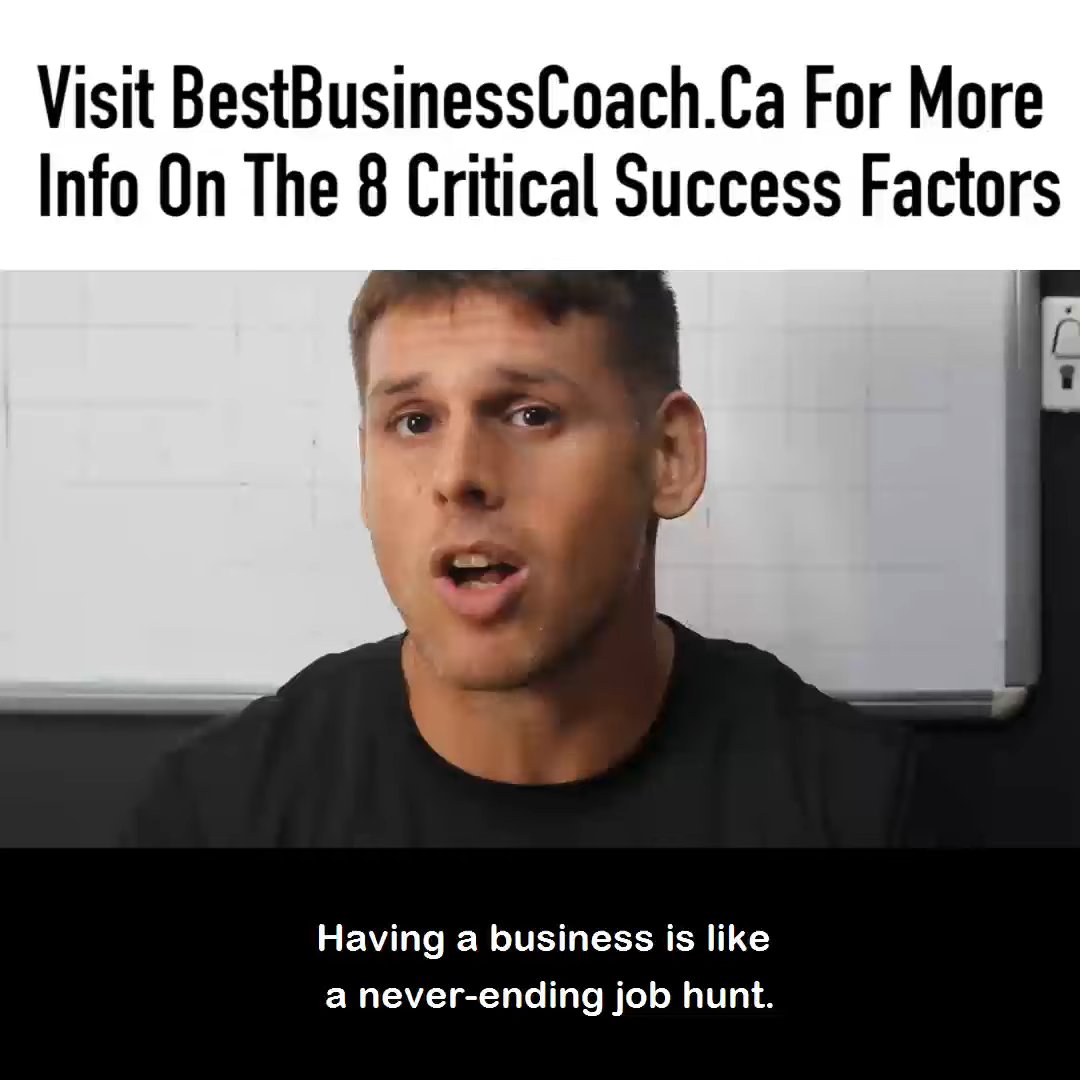 Visit BestBusinessCoach.Ca For More
Info On The 8 Critical Success Factors
Having a business is like
a never-ending job hunt.